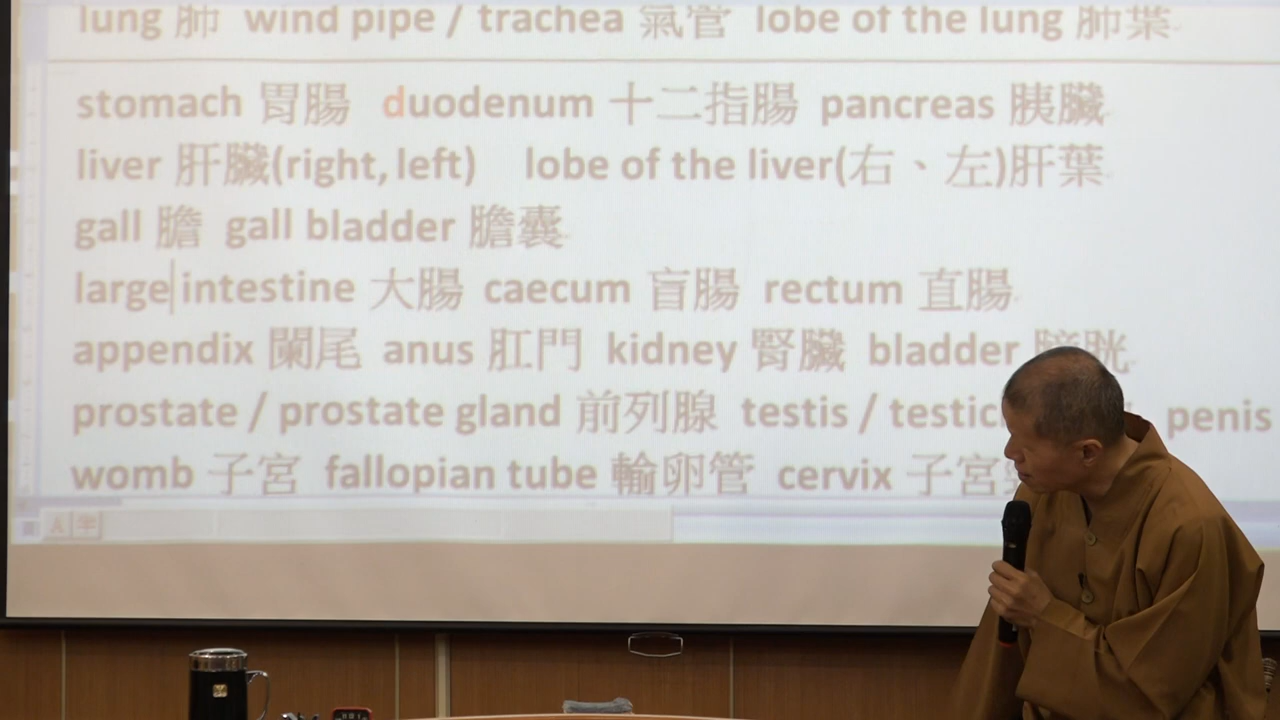 lung 肺 wind pipe / trachea 氣管 lobe of the lung 肺葉
stomach 胃腸 duodenum 十二指腸 pancreas 胰臟
liver 肝臟(right, left) lobe of the liver(右、左)肝葉
gall 膽 gall bladder 膽囊
large intestine 大腸 caecum 盲腸 rectum 直腸
appendix 闌尾 anus 肛門 kidney 腎臟 bladder 膀胱
prostate / prostate gland 前列腺 testis / penis
womb 子宮 fallopian tube 輸卵管 cervix 子宮